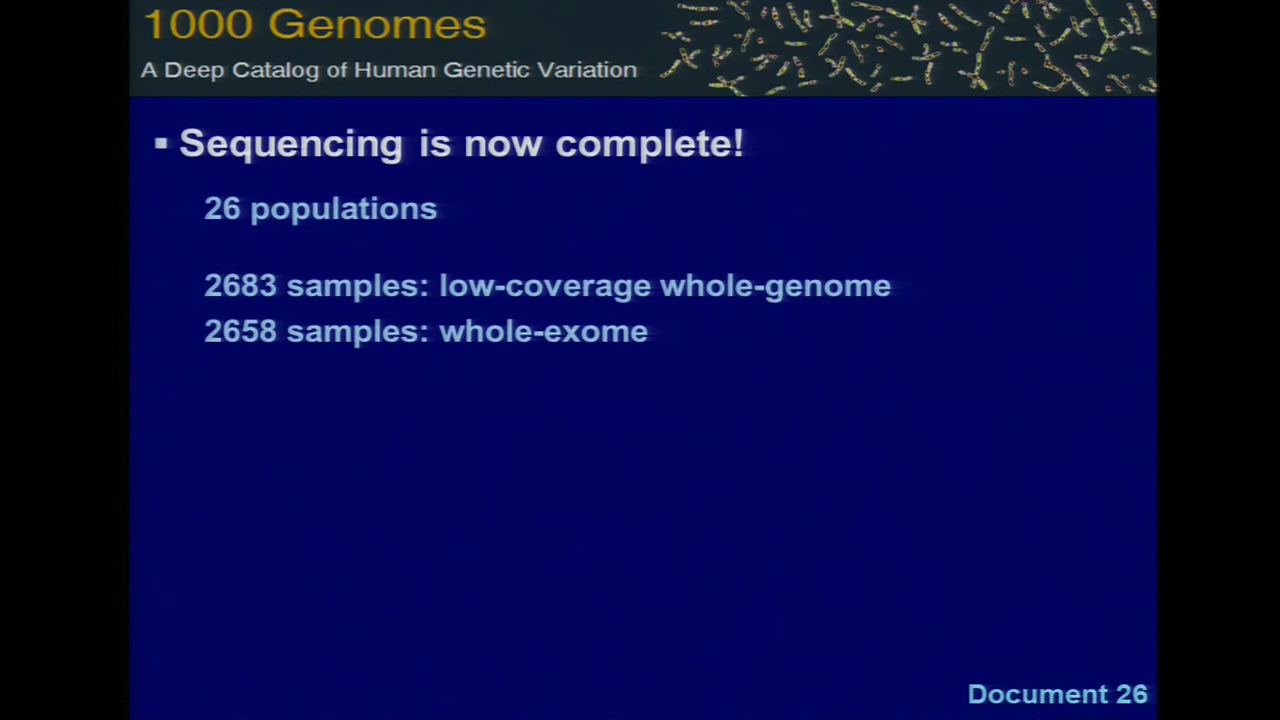 1000 Genomes
A Deep Catalog of Human Genetic Variation
▪ Sequencing is now complete!
26 populations
2683 samples: low-coverage whole-genome
2658 samples: whole-exome
Document 26